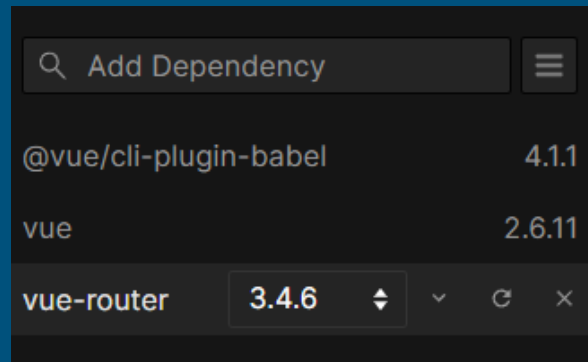 Add Dependency
@vue/cli-plugin-babel 4.1.1
vue 2.6.11
vue-router 3.4.6